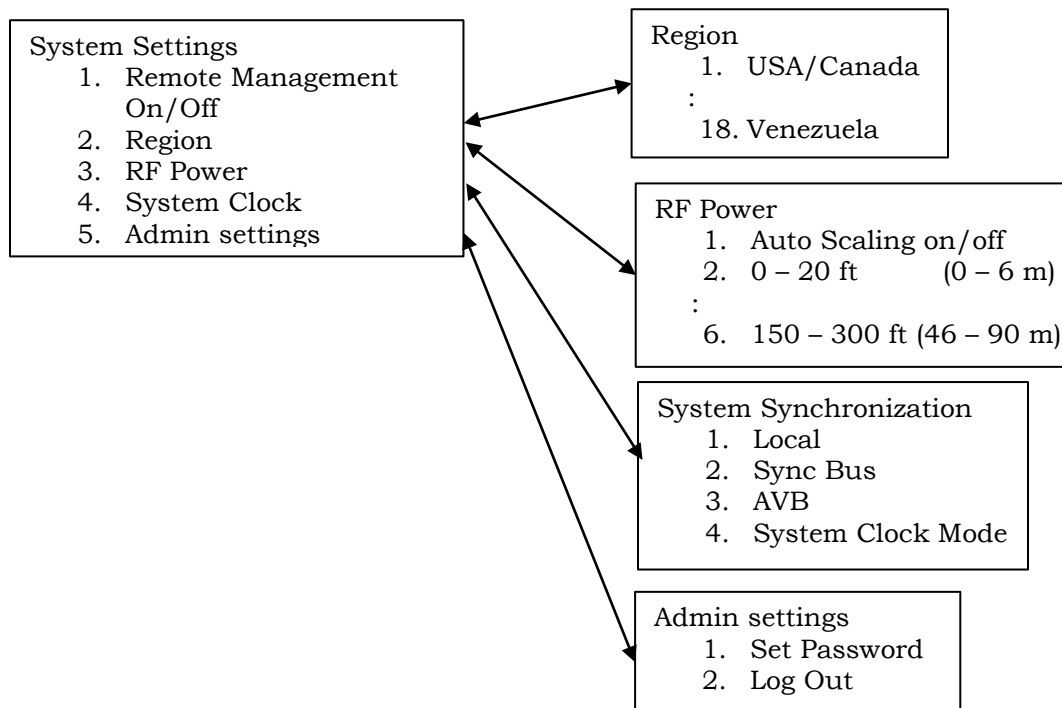 System Settings
1. Remote Management
On/Off
2. Region
3. RF Power
4. System Clock
5. Admin settings
Region
1. USA/Canada
:
18. Venezuela
RF Power
1. Auto Scaling on/off
2. 0 – 20 ft (0 – 6 m)
:
6. 150 – 300 ft (46 – 90 m)
System Synchronization
1. Local
2. Sync Bus
3. AVB
4. System Clock Mode
Admin settings
1. Set Password
2. Log Out